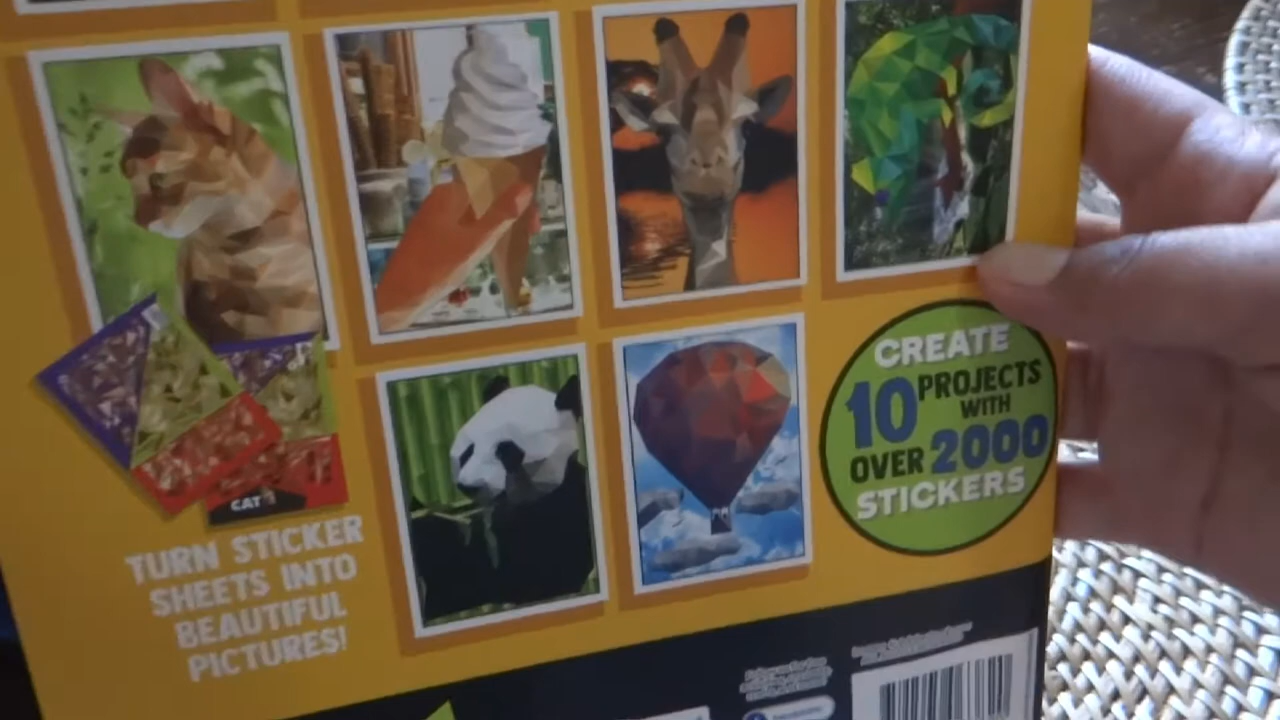 CREATE
10 PROJECTS
WITH
OVER 2000
STICKERS
CAT
TURN STICKER
SHEETS INTO
BEAUTIFUL
PICTURES!